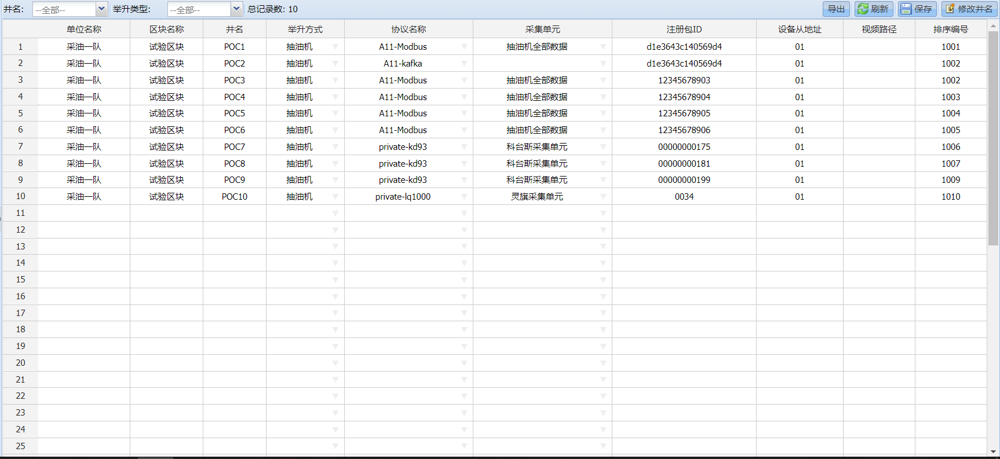 井名: --全部-- 举升类型: --全部-- 总记录数: 10 导出 刷新 保存 修改井名
单位名称 区块名称 井名 举升方式 协议名称 采集单元 注册包ID 设备从地址 视频路径 排序编号
1 采油一队 试验区块 POC1 抽油机 A11-Modbus 抽油机全部数据 d1e3643c140569d4 01 1001
2 采油一队 试验区块 POC2 抽油机 A11-kafka d1e3643c140569d4 01 1002
3 采油一队 试验区块 POC3 抽油机 A11-Modbus 抽油机全部数据 12345678903 01 1002
4 采油一队 试验区块 POC4 抽油机 A11-Modbus 抽油机全部数据 12345678904 01 1003
5 采油一队 试验区块 POC5 抽油机 A11-Modbus 抽油机全部数据 12345678905 01 1004
6 采油一队 试验区块 POC6 抽油机 A11-Modbus 抽油机全部数据 12345678906 01 1005
7 采油一队 试验区块 POC7 抽油机 private-kd93 科台斯采集单元 00000000175 01 1006
8 采油一队 试验区块 POC8 抽油机 private-kd93 科台斯采集单元 00000000181 01 1007
9 采油一队 试验区块 POC9 抽油机 private-kd93 科台斯采集单元 00000000199 01 1009
10 采油一队 试验区块 POC10 抽油机 private-lq1000 灵旗采集单元 0034 01 1010
11
12
13
14
15
16
17
18
19
20
21
22
23
24
25